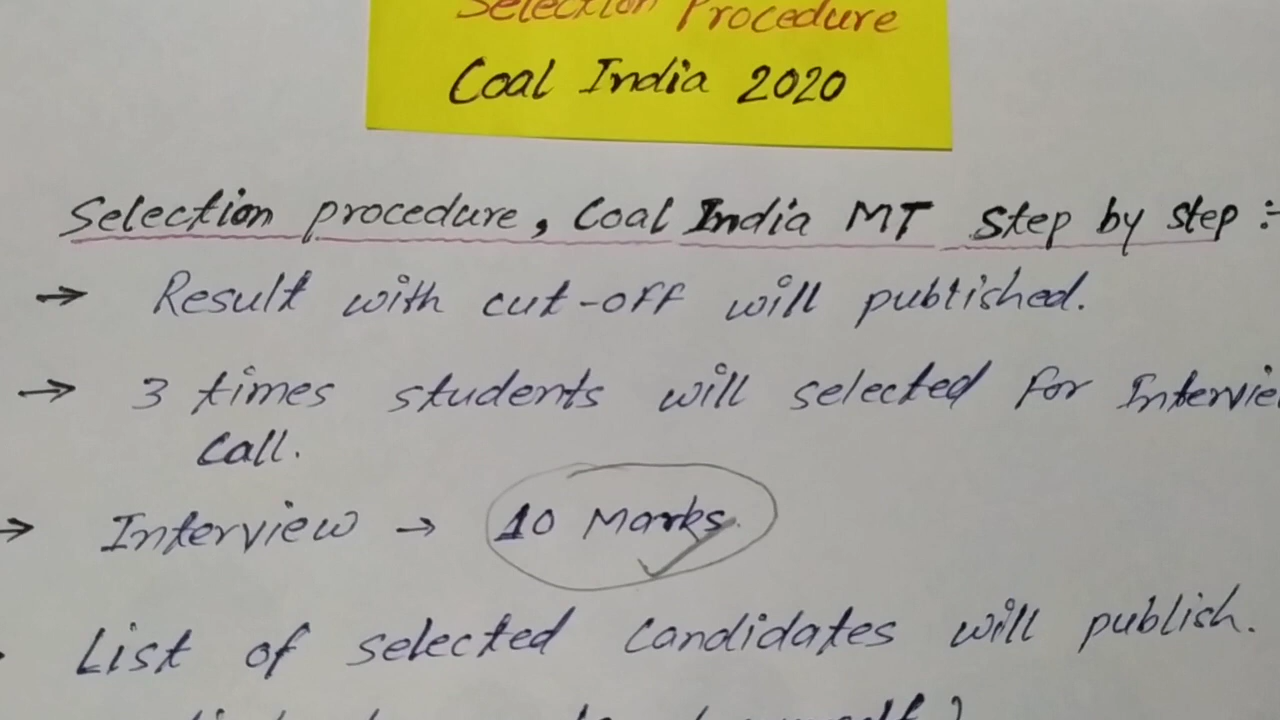 Selection Procedure
Coal India 2020
Selection procedure, Coal India MT step by step :-
→ Result with cut-off will published.
→ 3 times students will selected for Intervie
call.
→ Interview → 10 Marks
List of selected candidates will publish.